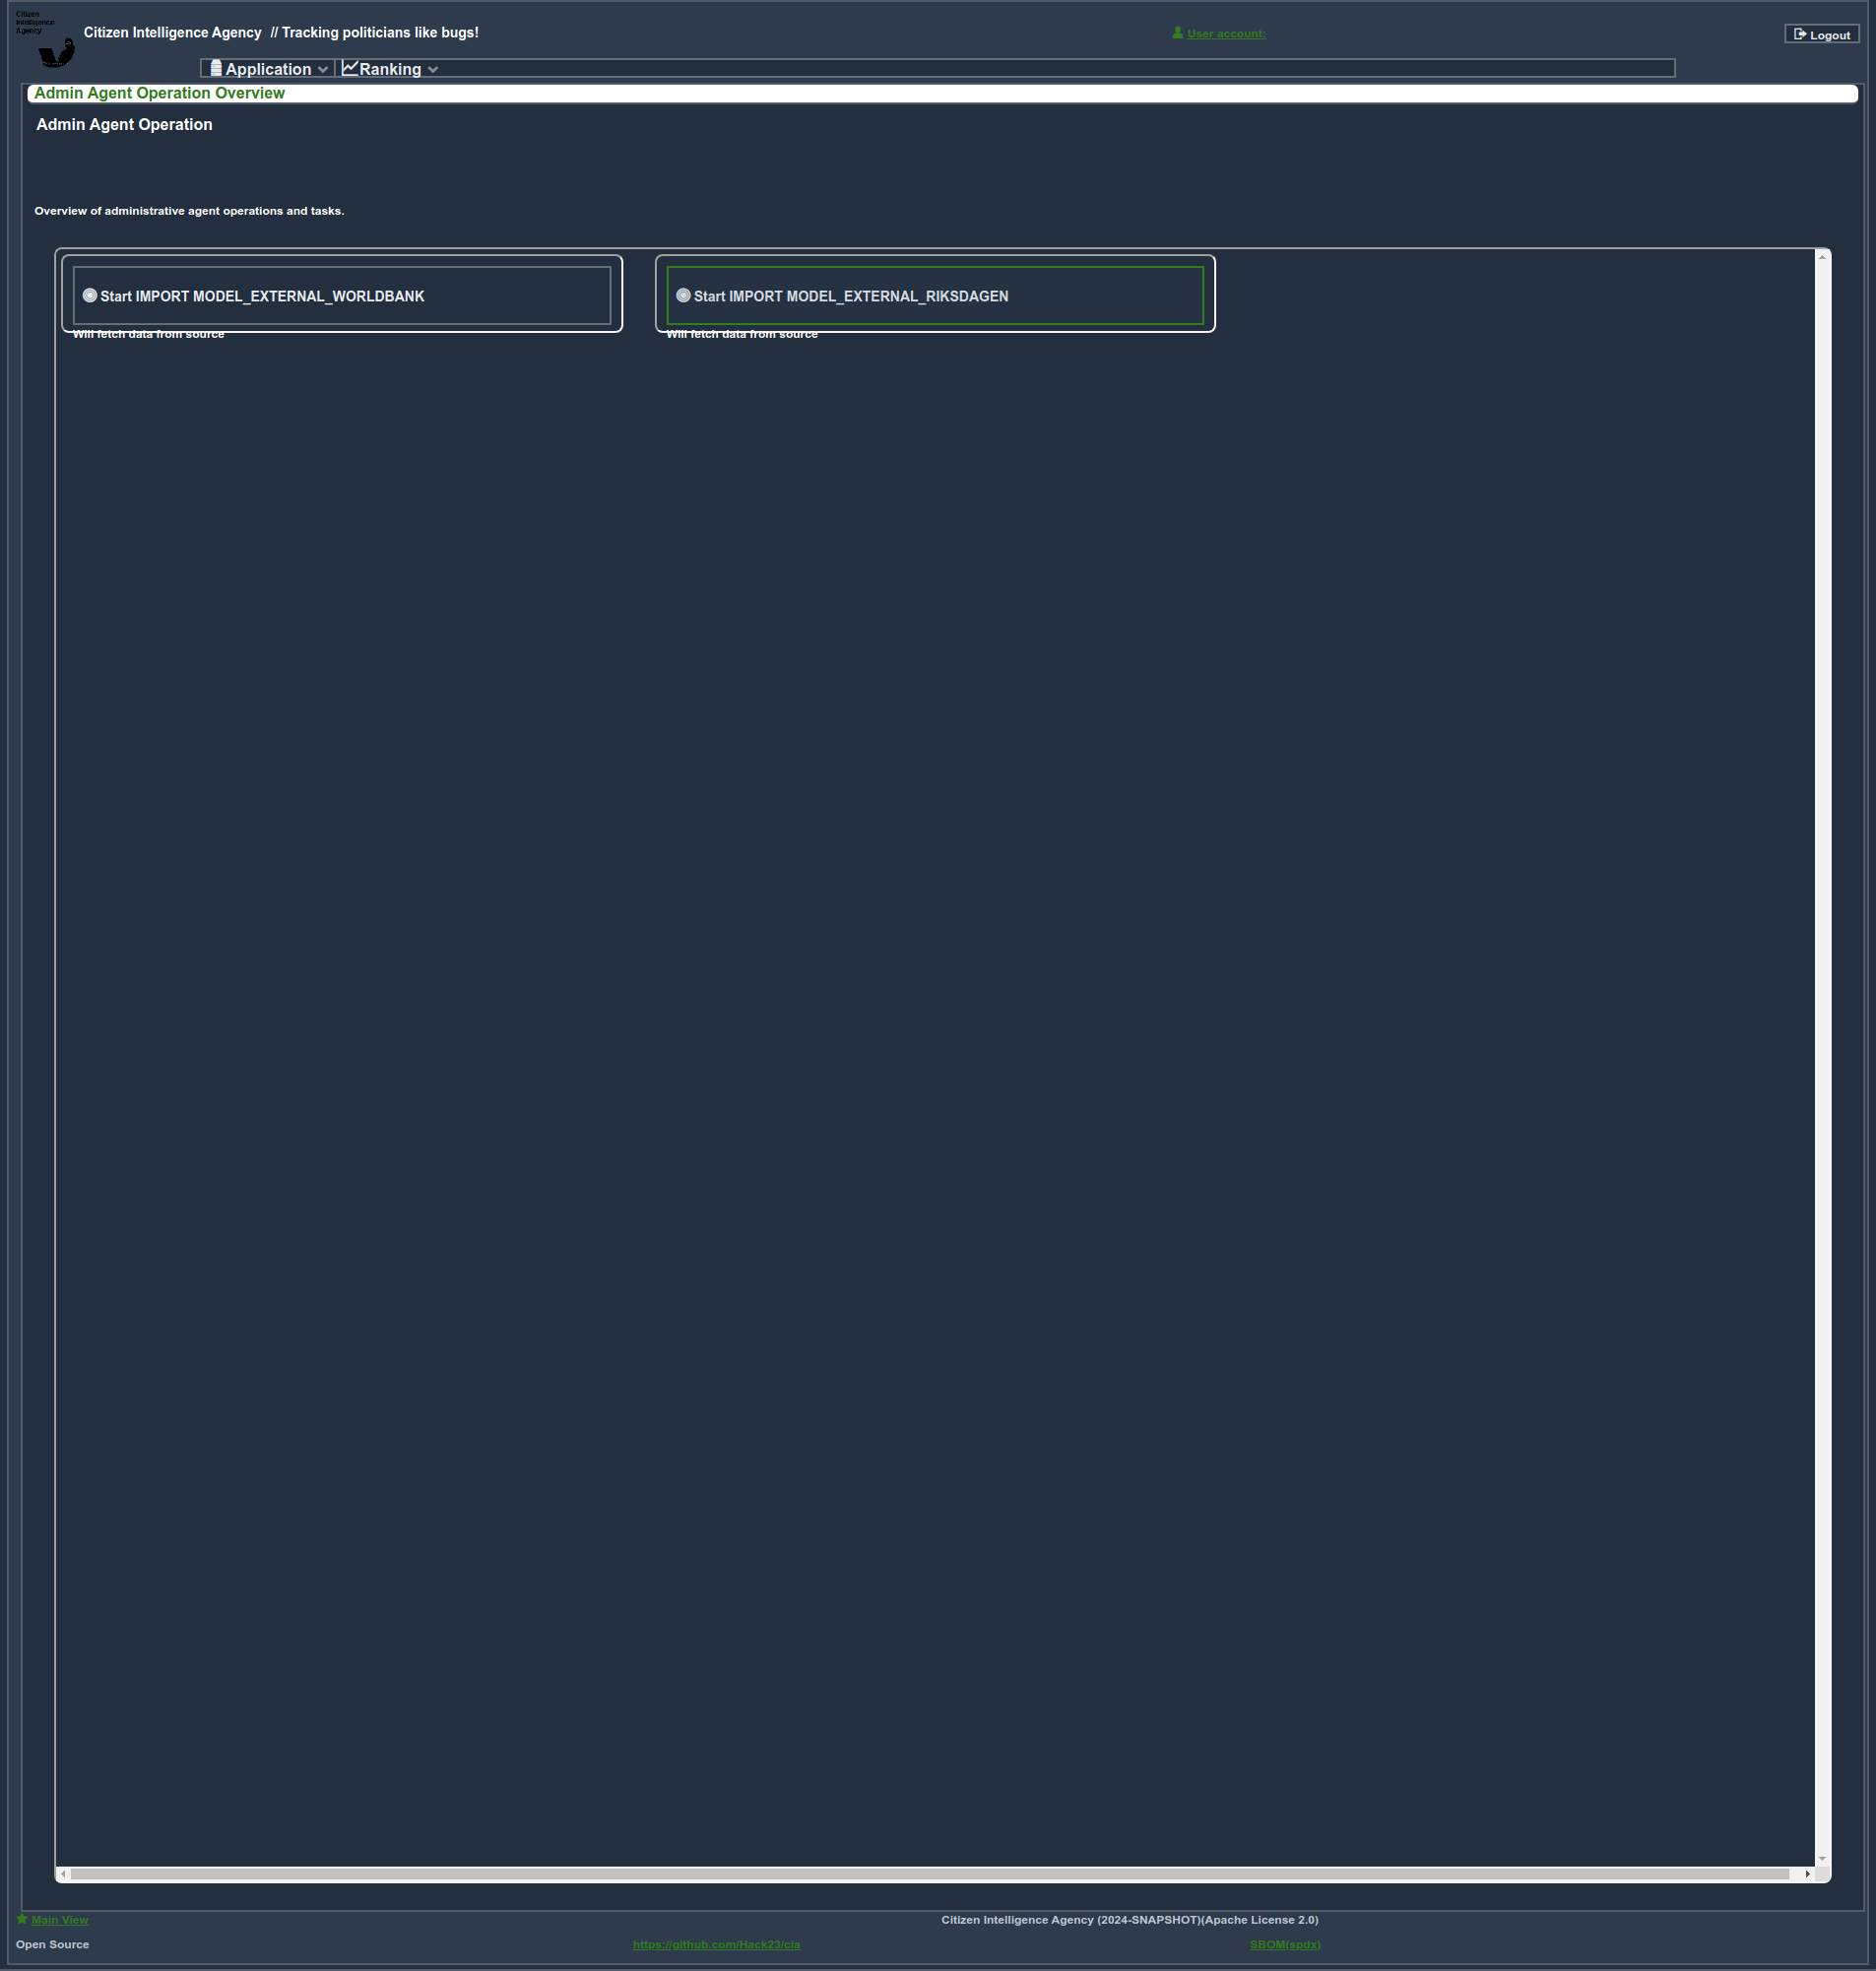 Citizen
Intelligence
Agency
Citizen Intelligence Agency // Tracking politicians like bugs!
User account:
Logout
Application
Ranking
Admin Agent Operation Overview
Admin Agent Operation
Overview of administrative agent operations and tasks.
Start IMPORT MODEL_EXTERNAL_WORLDBANK
Will fetch data from source
Start IMPORT MODEL_EXTERNAL_RIKSDAGEN
Will fetch data from source
Main View
Citizen Intelligence Agency (2024-SNAPSHOT)(Apache License 2.0)
Open Source
https://github.com/Hack23/cia
SBOM(spdx)